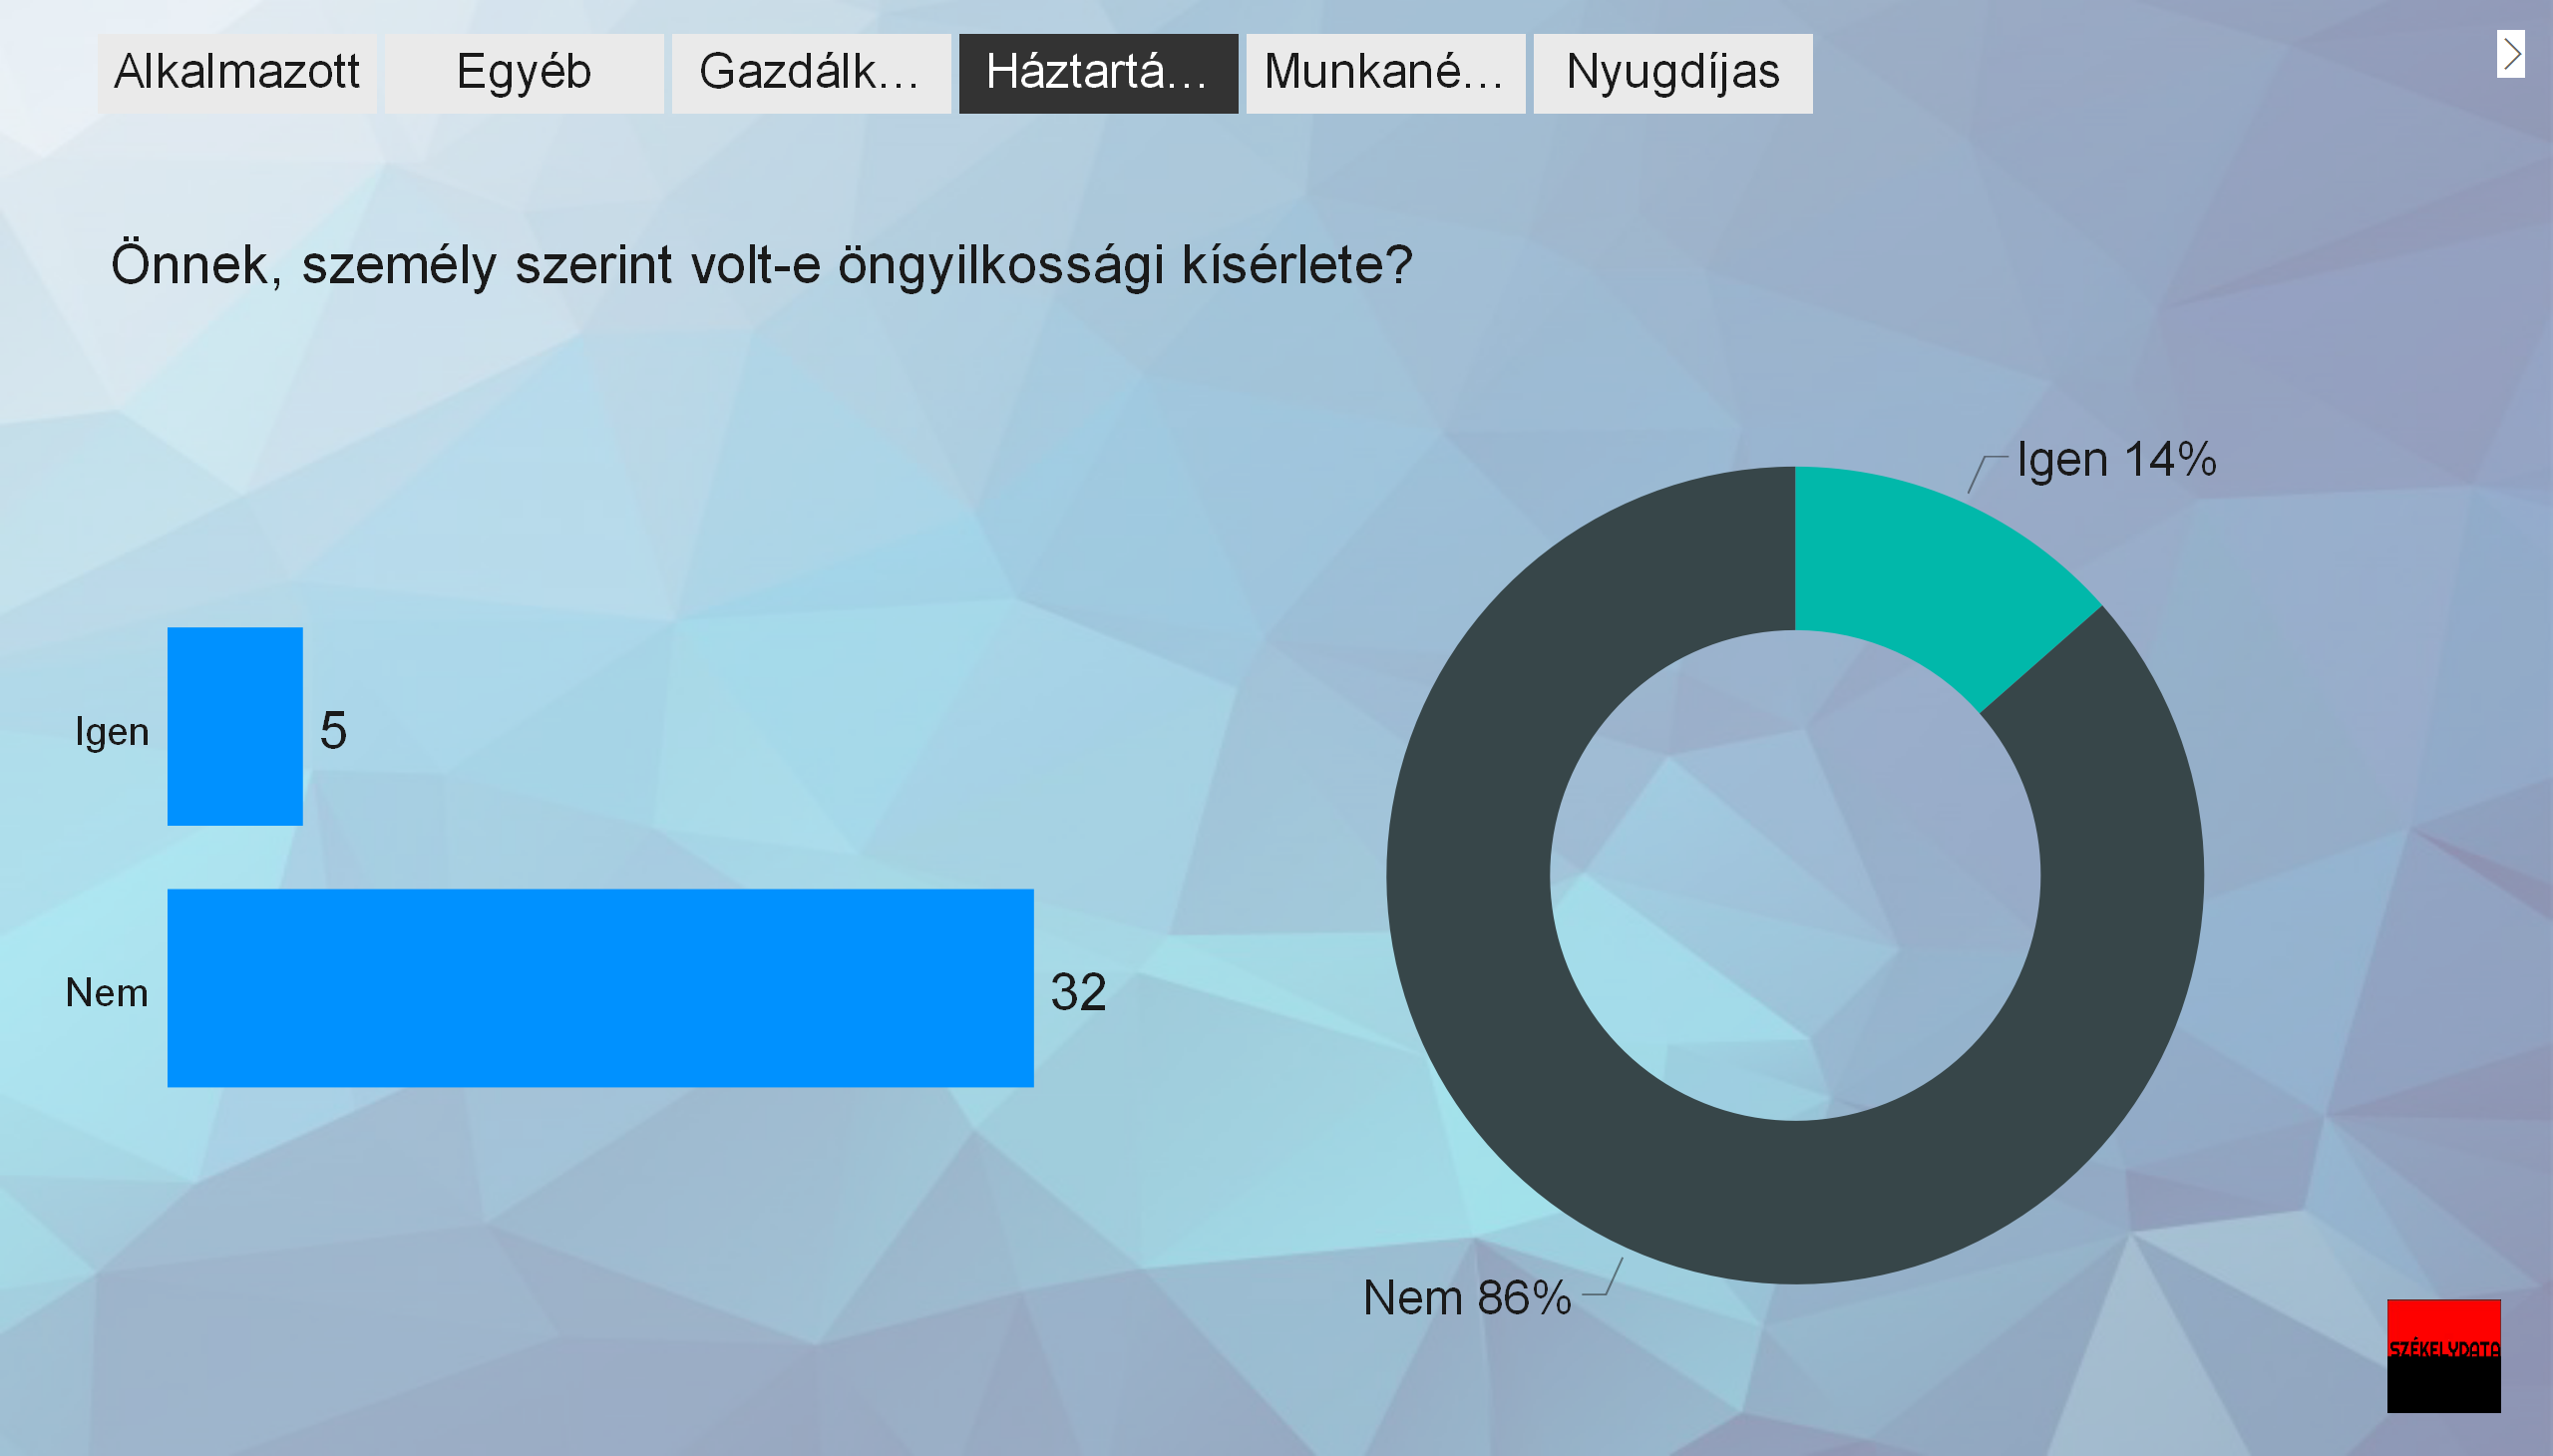 Alkalmazott
Egyéb
Gazdálk...
Háztartá...
Munkané...
Nyugdíjas
Önnek, személy szerint volt-e öngyilkossági kísérlete?
Igen 5
Nem 32
Igen 14%
Nem 86%
SZÉKELYDATA